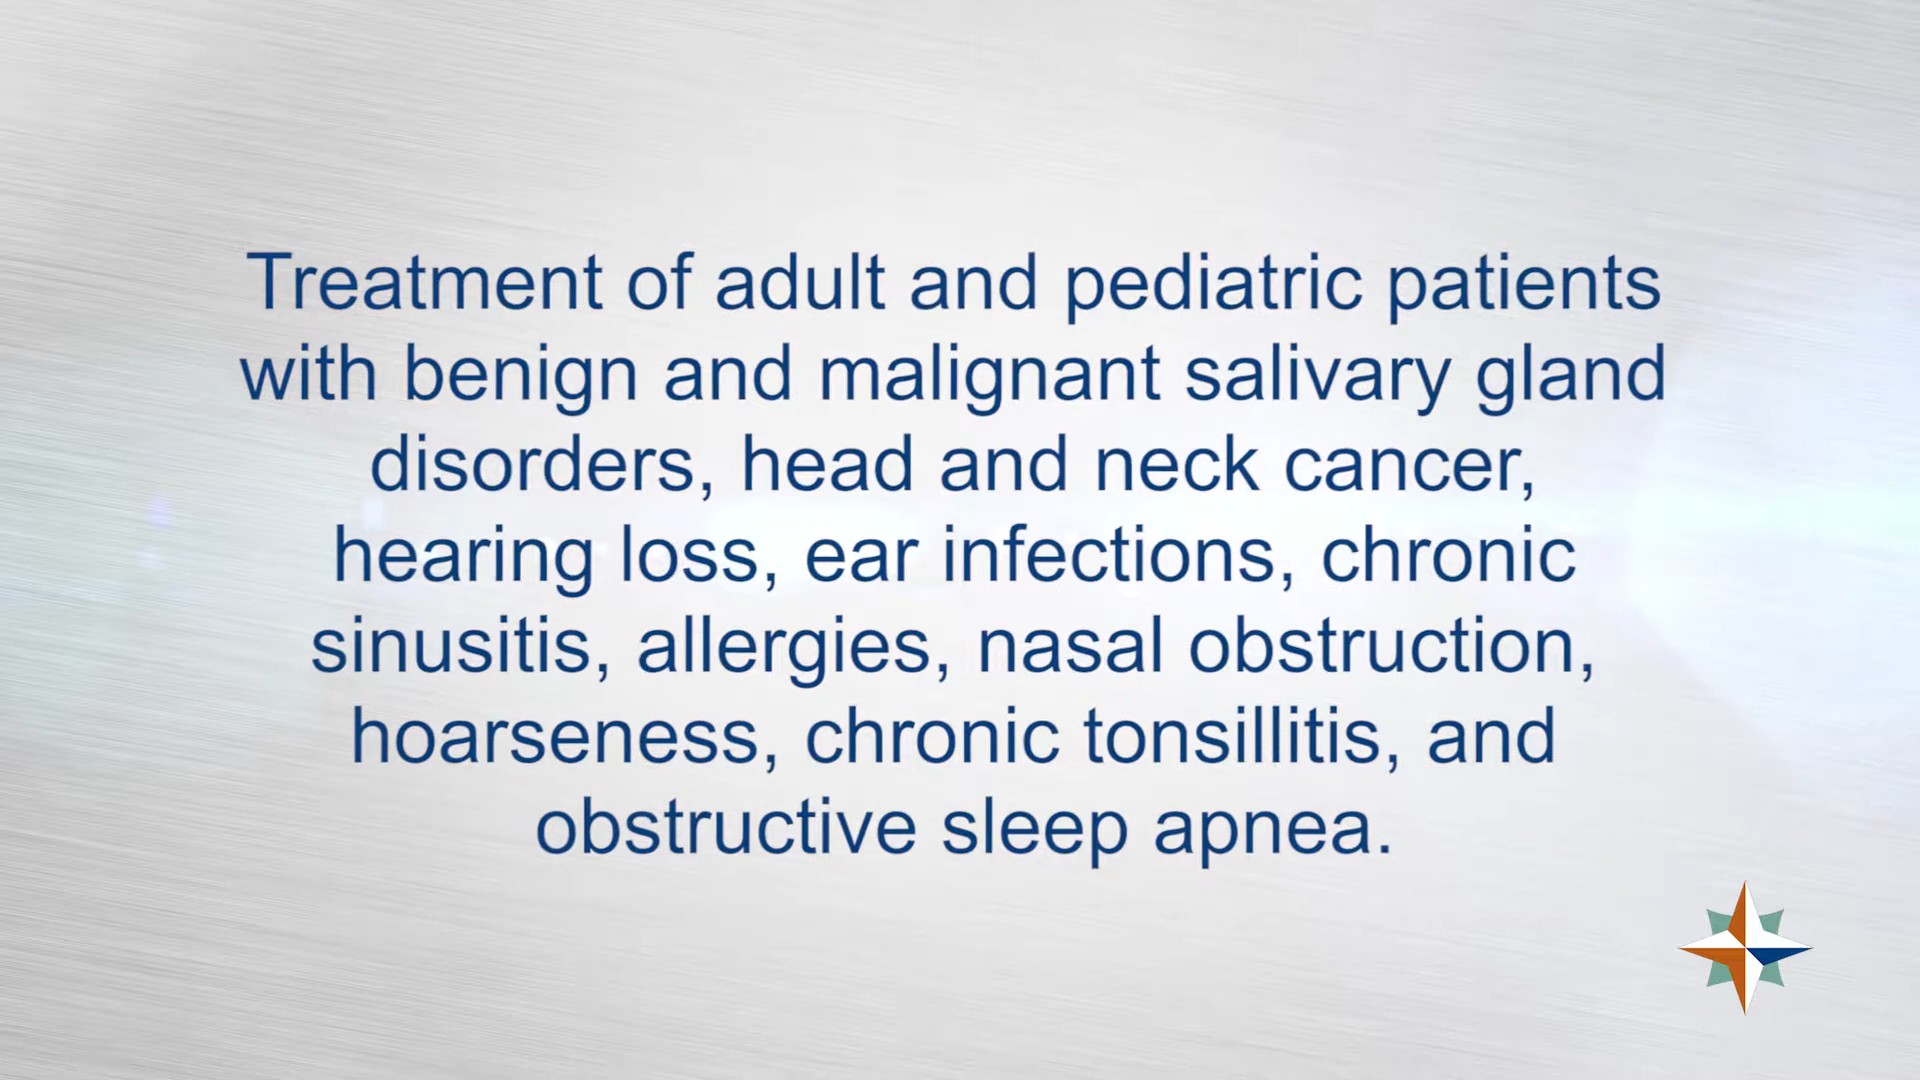 Treatment of adult and pediatric patients
with benign and malignant salivary gland
disorders, head and neck cancer,
hearing loss, ear infections, chronic
sinusitis, allergies, nasal obstruction,
hoarseness, chronic tonsillitis, and
obstructive sleep apnea.